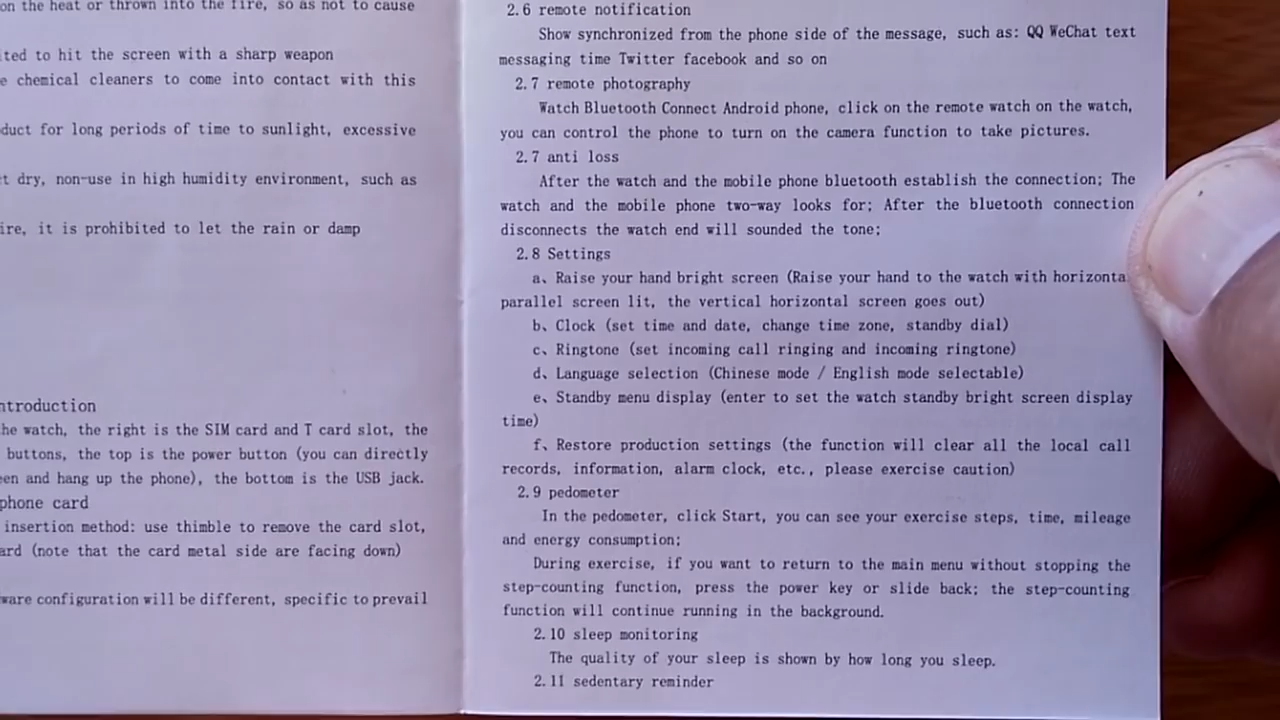 on the heat or thrown into the fire, so as not to cause
ted to hit the screen with a sharp weapon
e chemical cleaners to come into contact with this
duct for long periods of time to sunlight, excessive
t dry, non-use in high humidity environment, such as
ire, it is prohibited to let the rain or damp
ntroduction
he watch, the right is the SIM card and T card slot, the
buttons, the top is the power button (you can directly
en and hang up the phone), the bottom is the USB jack.
phone card
insertion method: use thimble to remove the card slot,
ard (note that the card metal side are facing down)
ware configuration will be different, specific to prevail
2.6 remote notification
Show synchronized from the phone side of the message, such as: QQ WeChat text
messaging time Twitter facebook and so on
2.7 remote photography
Watch Bluetooth Connect Android phone, click on the remote watch on the watch,
you can control the phone to turn on the camera function to take pictures.
2.7 anti loss
After the watch and the mobile phone bluetooth establish the connection; The
watch and the mobile phone two-way looks for; After the bluetooth connection
disconnects the watch end will sounded the tone;
2.8 Settings
a、Raise your hand bright screen (Raise your hand to the watch with horizonta
parallel screen lit, the vertical horizontal screen goes out)
b、Clock (set time and date, change time zone, standby dial)
c、Ringtone (set incoming call ringing and incoming ringtone)
d、Language selection (Chinese mode / English mode selectable)
e、Standby menu display (enter to set the watch standby bright screen display
time)
f、Restore production settings (the function will clear all the local call
records, information, alarm clock, etc., please exercise caution)
2.9 pedometer
In the pedometer, click Start, you can see your exercise steps, time, mileage
and energy consumption;
During exercise, if you want to return to the main menu without stopping the
step-counting function, press the power key or slide back; the step-counting
function will continue running in the background.
2.10 sleep monitoring
The quality of your sleep is shown by how long you sleep.
2.11 sedentary reminder